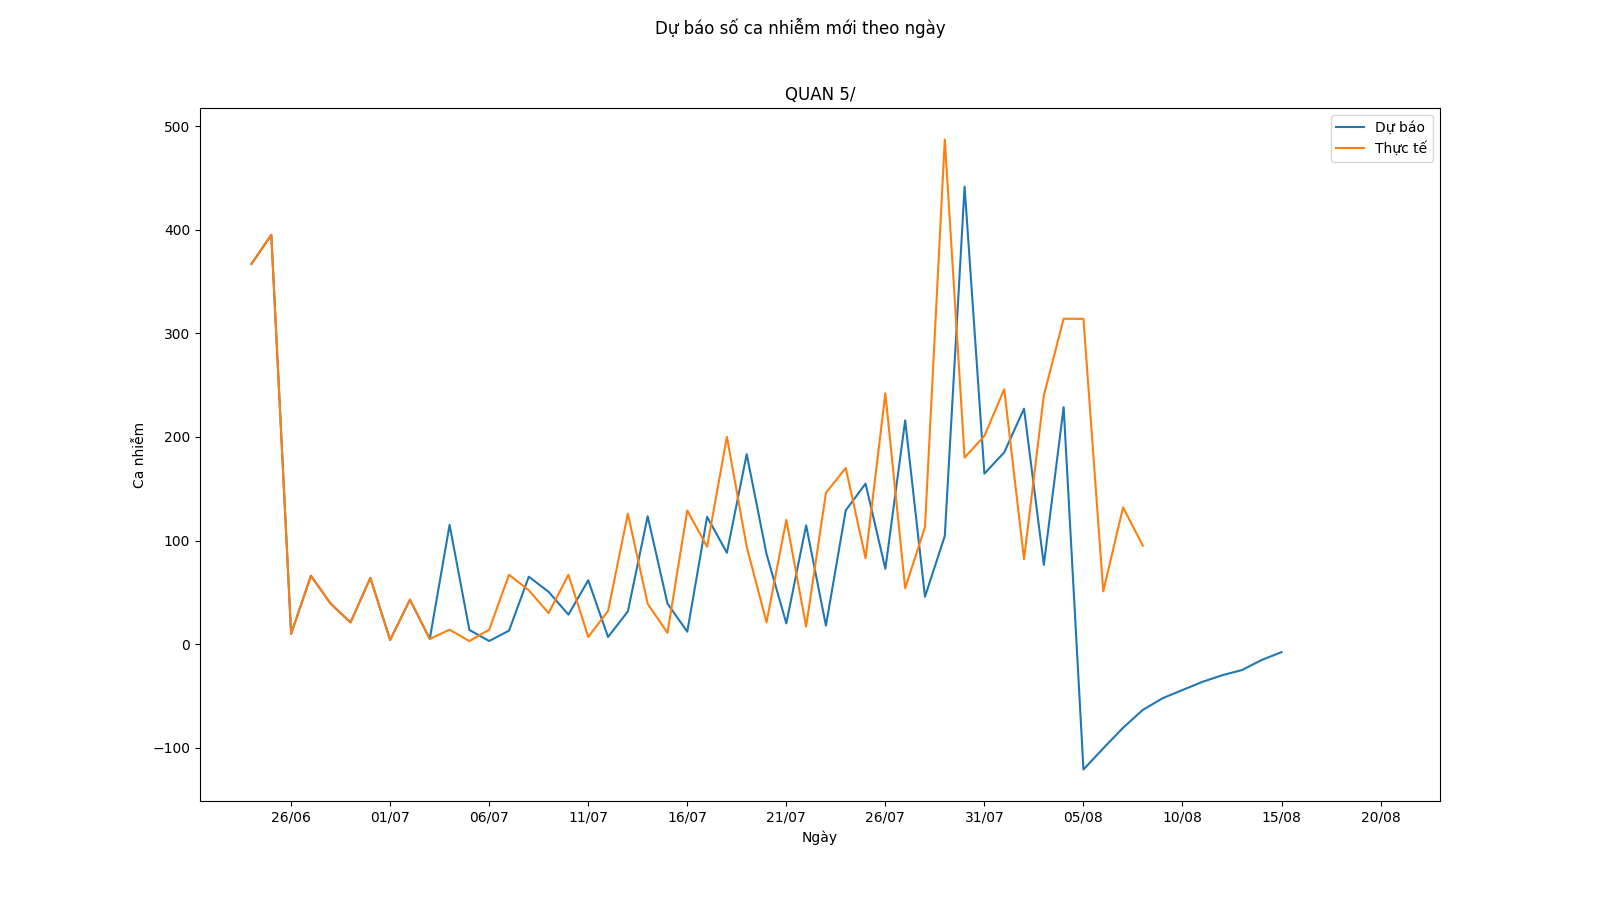 Dự báo số ca nhiễm mới theo ngày
QUAN 5/
Dự báo
Thực tế
500
400
300
200
100
0
−100
Ca nhiễm
26/06 01/07 06/07 11/07 16/07 21/07 26/07 31/07 05/08 10/08 15/08 20/08
Ngày